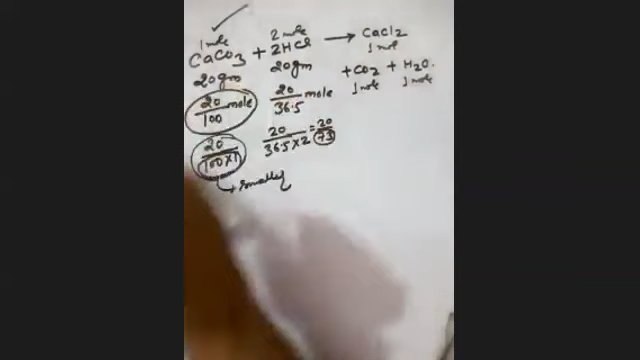 1 mole 2 mole
CaCO3 + 2HCl → CaCl2
1 mol
20gm 20gm + CO2 + H2O.
1 mole 1 mole
20/100 mole 20/36.5 mole
20/100×1 20/36.5×2 = 20/73
→ smaller